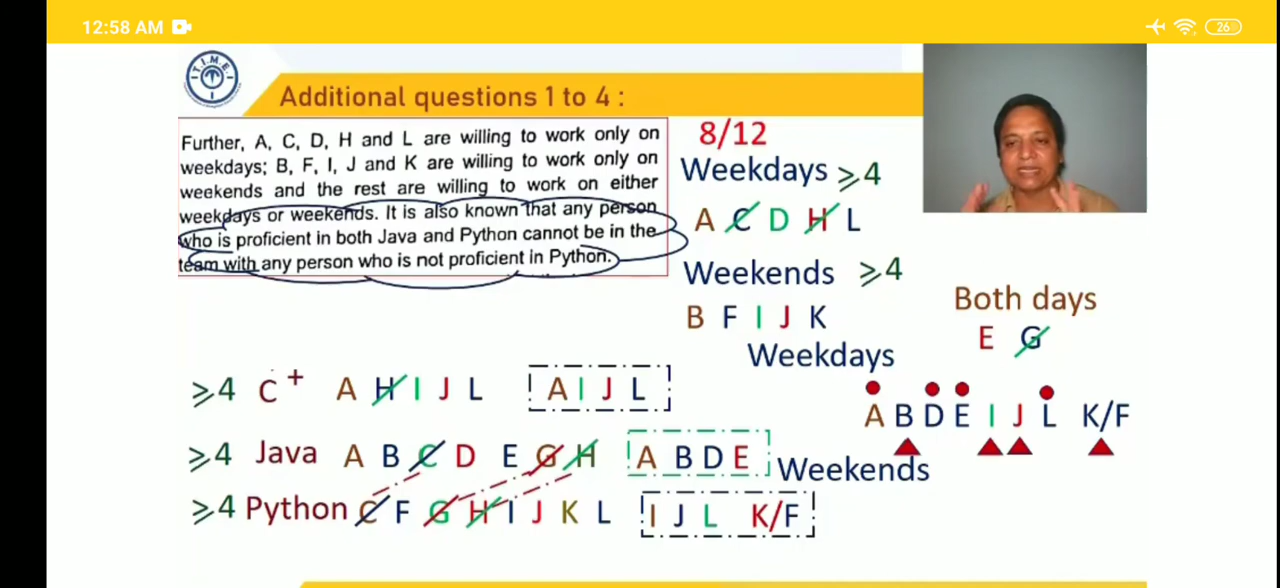 12:58 AM
26
T.I.M.E.
Additional questions 1 to 4 :
Further, A, C, D, H and L are willing to work only on
weekdays; B, F, I, J and K are willing to work only on
weekends and the rest are willing to work on either
weekdays or weekends. It is also known that any person
who is proficient in both Java and Python cannot be in the
team with any person who is not proficient in Python.
8/12
Weekdays ⩾4
A C D H L
Weekends ⩾4
B F I J K
Both days
E G
Weekdays
A B D E I J L K/F
Weekends
⩾4 C+ A H I J L A I J L
⩾4 Java A B C D E G H A B D E
⩾4 Python C F G H I J K L I J L K/F